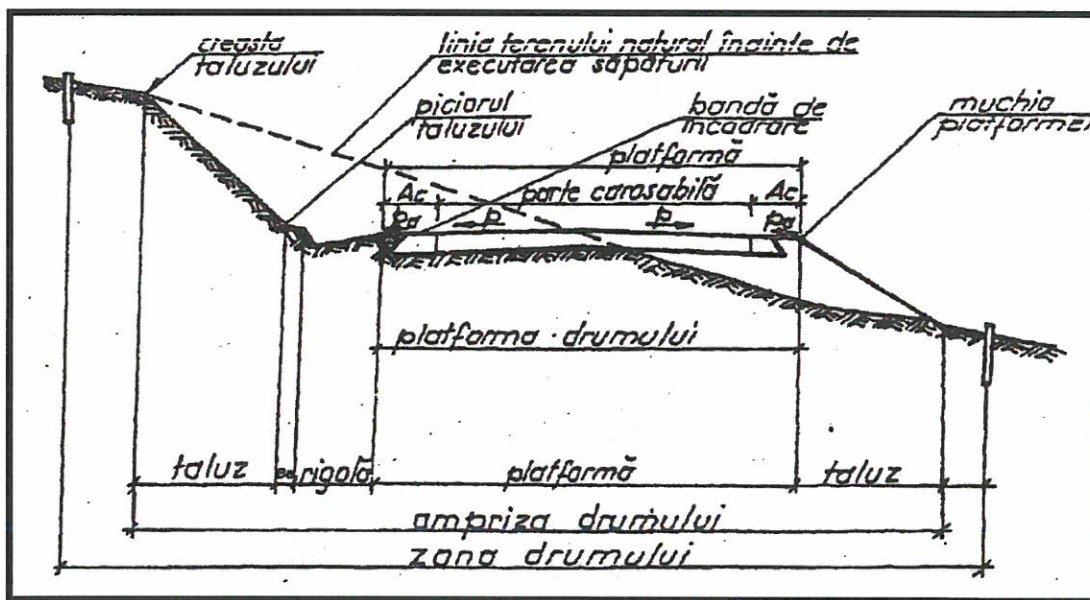 creasta
taluzului
linia terenului natural înainte de
executarea săpăturii
piciorul
taluzului
bandă de
încadrare
muchia
platformei
platformă
Ac parte carosabilă Ac
pa p p pa
platforma drumului
taluz rigolă platformă taluz
ampriza drumului
zona drumului